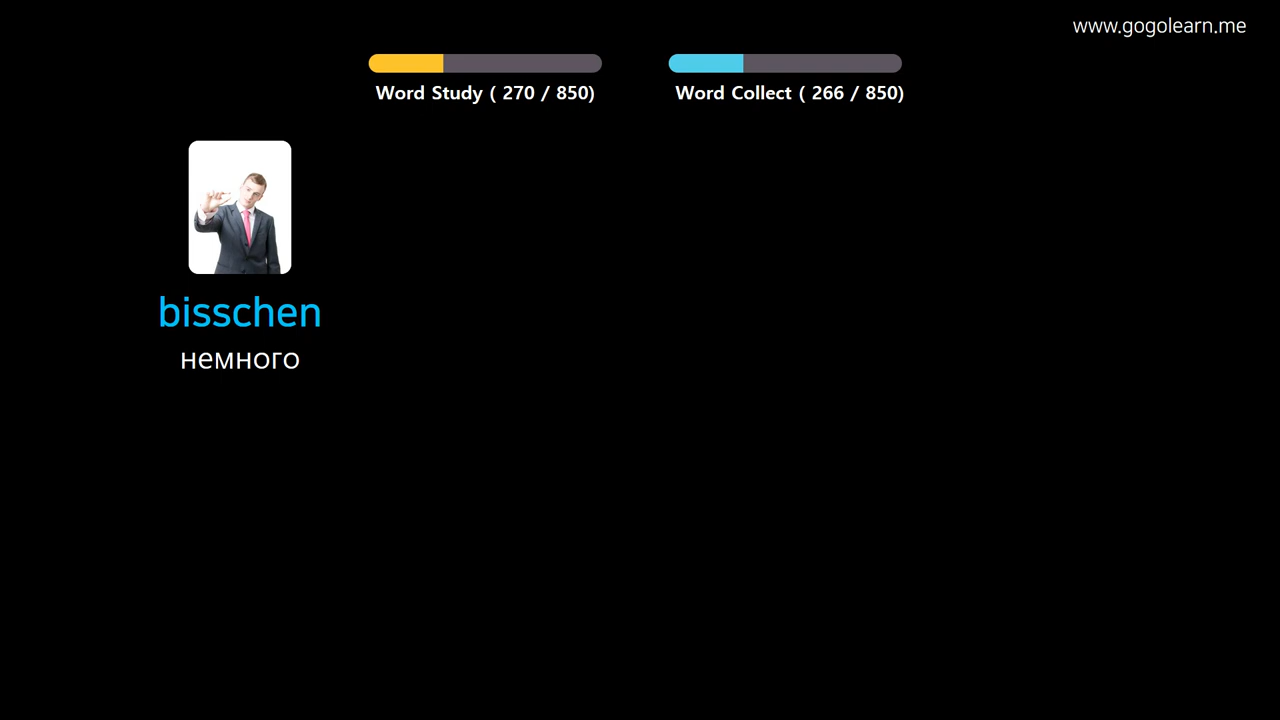 www.gogolearn.me
Word Study ( 270 / 850)
Word Collect ( 266 / 850)
bisschen
немного